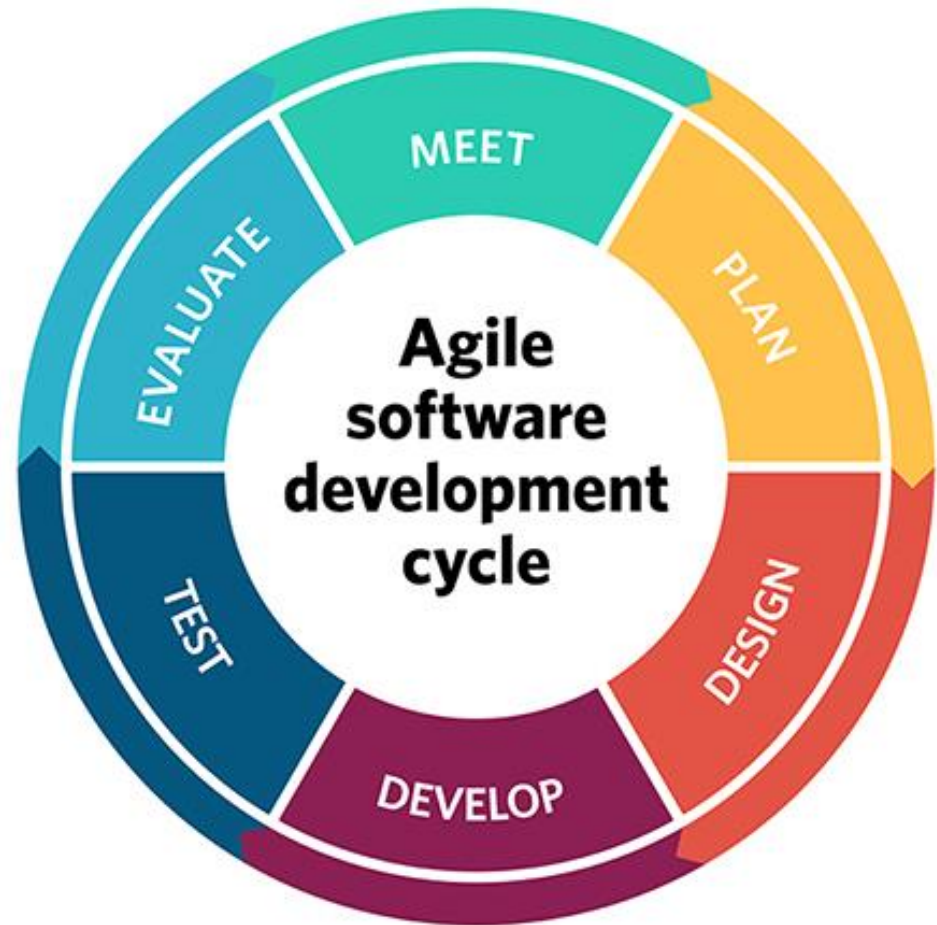 MEET
PLAN
DESIGN
DEVELOP
TEST
EVALUATE
Agile
software
development
cycle